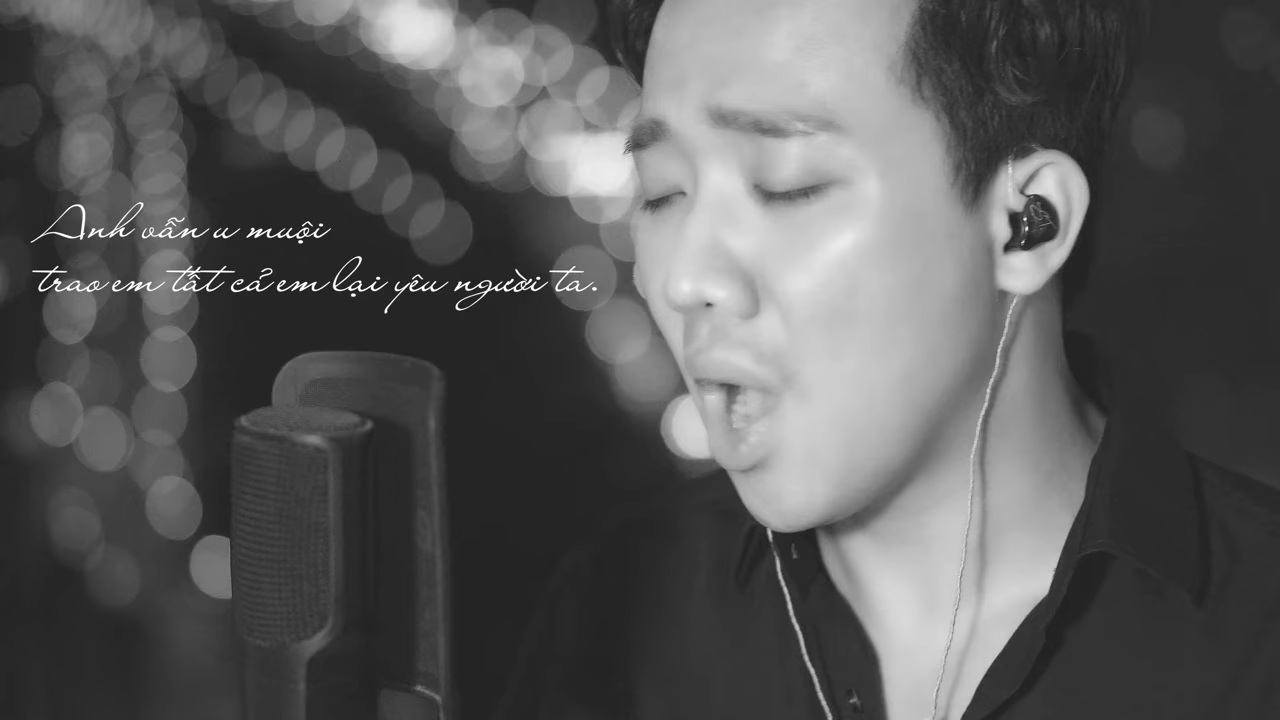 Anh vẫn u muội
trao em tất cả em lại yêu người ta.